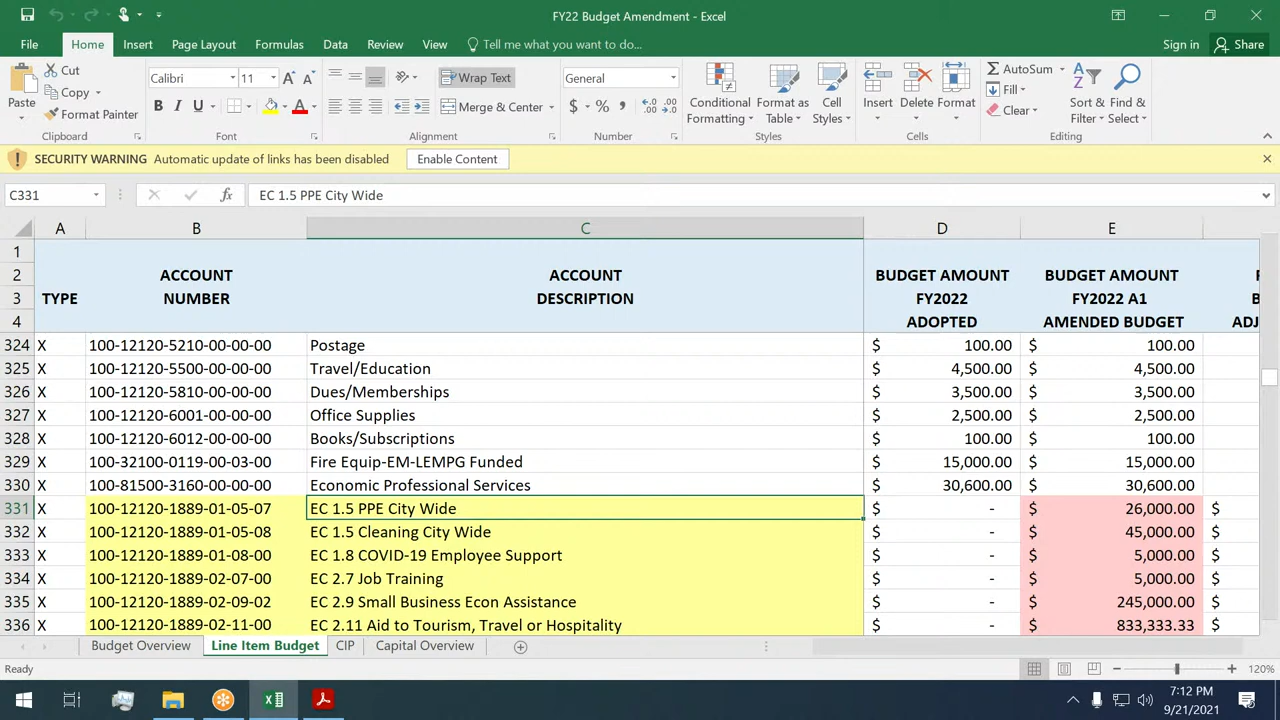 FY22 Budget Amendment - Excel
File Home Insert Page Layout Formulas Data Review View Tell me what you want to do... Sign in Share
Paste Cut Copy Format Painter
Clipboard
Calibri 11
B I U A
Font
Wrap Text
Merge & Center
Alignment
General
$ % ,
Number
Conditional Formatting Format as Table Cell Styles
Styles
Insert Delete Format
Cells
AutoSum Fill Clear
Sort & Filter Find & Select
Editing
SECURITY WARNING Automatic update of links has been disabled Enable Content
C331 fx EC 1.5 PPE City Wide
A B C D E
1
2 ACCOUNT ACCOUNT BUDGET AMOUNT BUDGET AMOUNT
3 TYPE NUMBER DESCRIPTION FY2022 FY2022 A1
4 ADOPTED AMENDED BUDGET ADJ
324 X 100-12120-5210-00-00-00 Postage $ 100.00 $ 100.00
325 X 100-12120-5500-00-00-00 Travel/Education $ 4,500.00 $ 4,500.00
326 X 100-12120-5810-00-00-00 Dues/Memberships $ 3,500.00 $ 3,500.00
327 X 100-12120-6001-00-00-00 Office Supplies $ 2,500.00 $ 2,500.00
328 X 100-12120-6012-00-00-00 Books/Subscriptions $ 100.00 $ 100.00
329 X 100-32100-0119-00-03-00 Fire Equip-EM-LEMPG Funded $ 15,000.00 $ 15,000.00
330 X 100-81500-3160-00-00-00 Economic Professional Services $ 30,600.00 $ 30,600.00
331 X 100-12120-1889-01-05-07 EC 1.5 PPE City Wide $ - $ 26,000.00 $
332 X 100-12120-1889-01-05-08 EC 1.5 Cleaning City Wide $ - $ 45,000.00 $
333 X 100-12120-1889-01-08-00 EC 1.8 COVID-19 Employee Support $ - $ 5,000.00 $
334 X 100-12120-1889-02-07-00 EC 2.7 Job Training $ - $ 5,000.00 $
335 X 100-12120-1889-02-09-02 EC 2.9 Small Business Econ Assistance $ - $ 245,000.00 $
336 X 100-12120-1889-02-11-00 EC 2.11 Aid to Tourism, Travel or Hospitality $ - $ 833,333.33 $
Budget Overview Line Item Budget CIP Capital Overview
Ready 120%
7:12 PM
9/21/2021